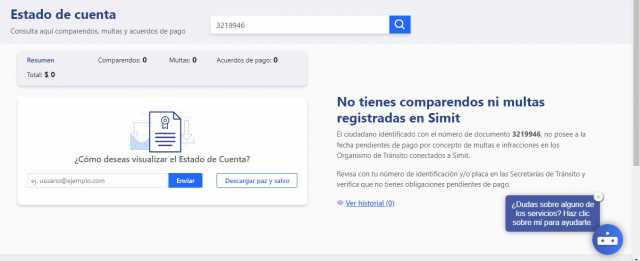 Estado de cuenta
Consulta aquí comparendos, multas y acuerdos de pago
3219946
Resumen
Comparendos: 0
Multas: 0
Acuerdos de pago: 0
Total: $ 0
¿Cómo deseas visualizar el Estado de Cuenta?
ej. usuario@ejemplo.com
Enviar
Descargar paz y salvo
No tienes comparendos ni multas
registradas en Simit
El ciudadano identificado con el número de documento 3219946, no posee a la
fecha pendientes de pago por concepto de multas e infracciones en los
Organismo de Tránsito conectados a Simit.
Revisa con tu número de identificación y/o placa en las Secretarías de Tránsito y
verifica que no tienes obligaciones pendientes de pago.
Ver historial (0)
¿Dudas sobre alguno de
los servicios? Haz clic
sobre mi para ayudarte.